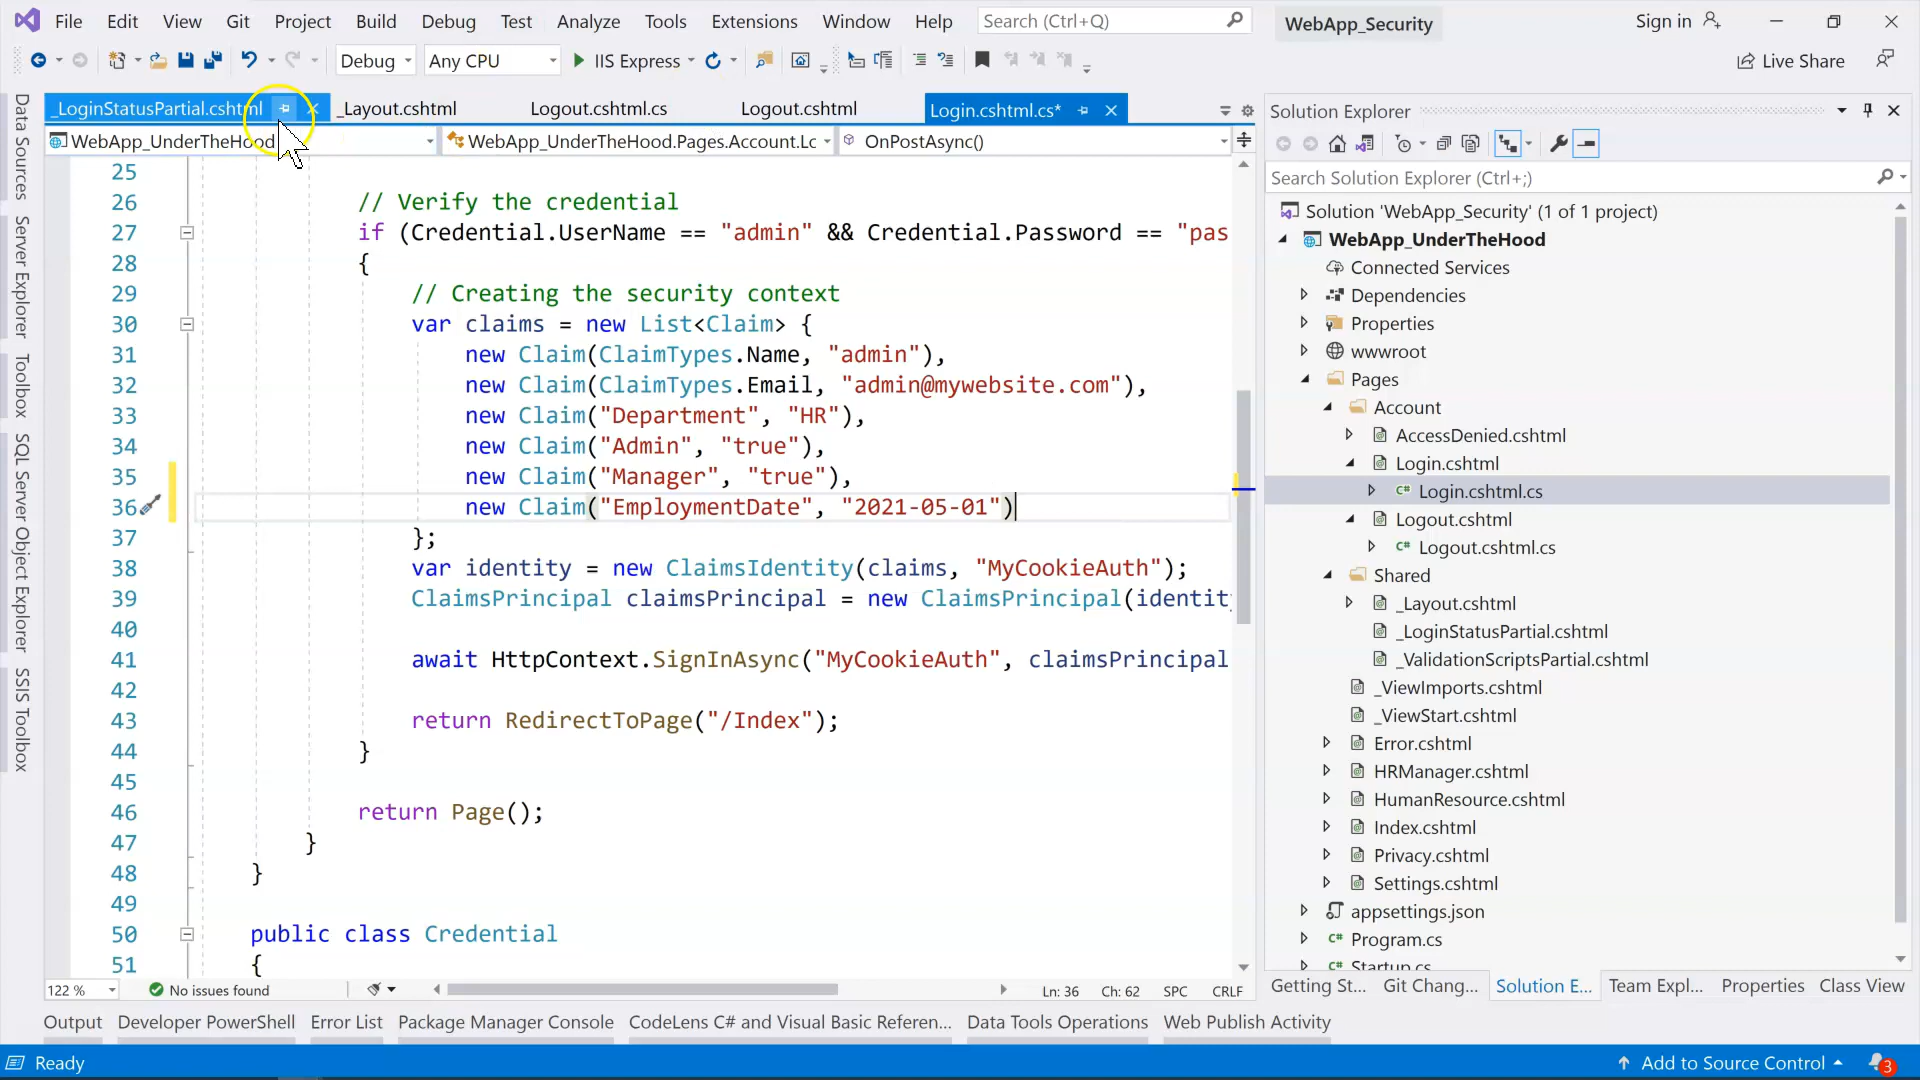 File Edit View Git Project Build Debug Test Analyze Tools Extensions Window Help Search (Ctrl+Q) WebApp_Security Sign in
Debug Any CPU IIS Express Live Share
_LoginStatusPartial.cshtml _Layout.cshtml Logout.cshtml.cs Logout.cshtml Login.cshtml.cs*
WebApp_UnderTheHood WebApp_UnderTheHood.Pages.Account.Lc OnPostAsync()
Data Sources
Server Explorer
Toolbox
SQL Server Object Explorer
SSIS Toolbox
25
26 // Verify the credential
27 if (Credential.UserName == "admin" && Credential.Password == "pas
28 {
29 // Creating the security context
30 var claims = new List<Claim> {
31 new Claim(ClaimTypes.Name, "admin"),
32 new Claim(ClaimTypes.Email, "admin@mywebsite.com"),
33 new Claim("Department", "HR"),
34 new Claim("Admin", "true"),
35 new Claim("Manager", "true"),
36 new Claim("EmploymentDate", "2021-05-01")
37 };
38 var identity = new ClaimsIdentity(claims, "MyCookieAuth");
39 ClaimsPrincipal claimsPrincipal = new ClaimsPrincipal(identity
40
41 await HttpContext.SignInAsync("MyCookieAuth", claimsPrincipal
42
43 return RedirectToPage("/Index");
44 }
45
46 return Page();
47 }
48 }
49
50 public class Credential
51 {
122 % No issues found Ln: 36 Ch: 62 SPC CRLF
Solution Explorer
Search Solution Explorer (Ctrl+;)
Solution 'WebApp_Security' (1 of 1 project)
WebApp_UnderTheHood
Connected Services
Dependencies
Properties
wwwroot
Pages
Account
AccessDenied.cshtml
Login.cshtml
C# Login.cshtml.cs
Logout.cshtml
C# Logout.cshtml.cs
Shared
_Layout.cshtml
_LoginStatusPartial.cshtml
_ValidationScriptsPartial.cshtml
_ViewImports.cshtml
_ViewStart.cshtml
Error.cshtml
HRManager.cshtml
HumanResource.cshtml
Index.cshtml
Privacy.cshtml
Settings.cshtml
appsettings.json
C# Program.cs
C# Startup.cs
Getting St... Git Chang... Solution E... Team Expl... Properties Class View
Output Developer PowerShell Error List Package Manager Console CodeLens C# and Visual Basic Referen... Data Tools Operations Web Publish Activity
Ready Add to Source Control 3